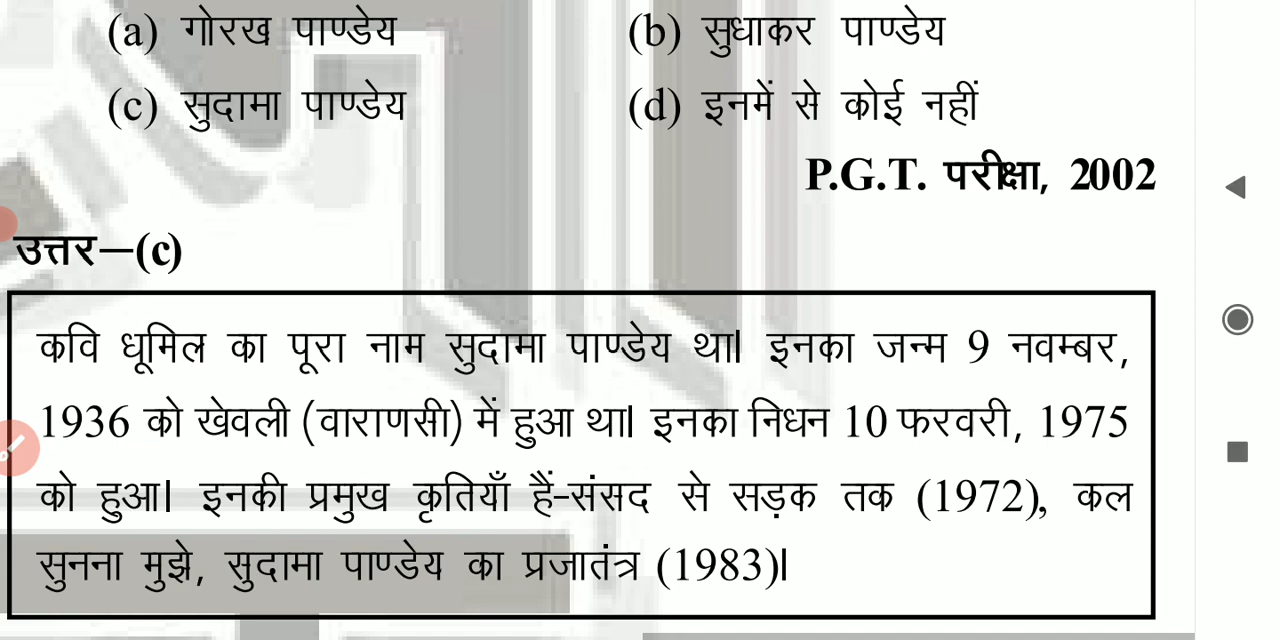 (a) गोरख पाण्डेय (b) सुधाकर पाण्डेय
(c) सुदामा पाण्डेय (d) इनमें से कोई नहीं
P.G.T. परीक्षा, 2002
उत्तर–(c)
कवि धूमिल का पूरा नाम सुदामा पाण्डेय था। इनका जन्म 9 नवम्बर,
1936 को खेवली (वाराणसी) में हुआ था। इनका निधन 10 फरवरी, 1975
को हुआ। इनकी प्रमुख कृतियाँ हैं-संसद से सड़क तक (1972), कल
सुनना मुझे, सुदामा पाण्डेय का प्रजातंत्र (1983)।